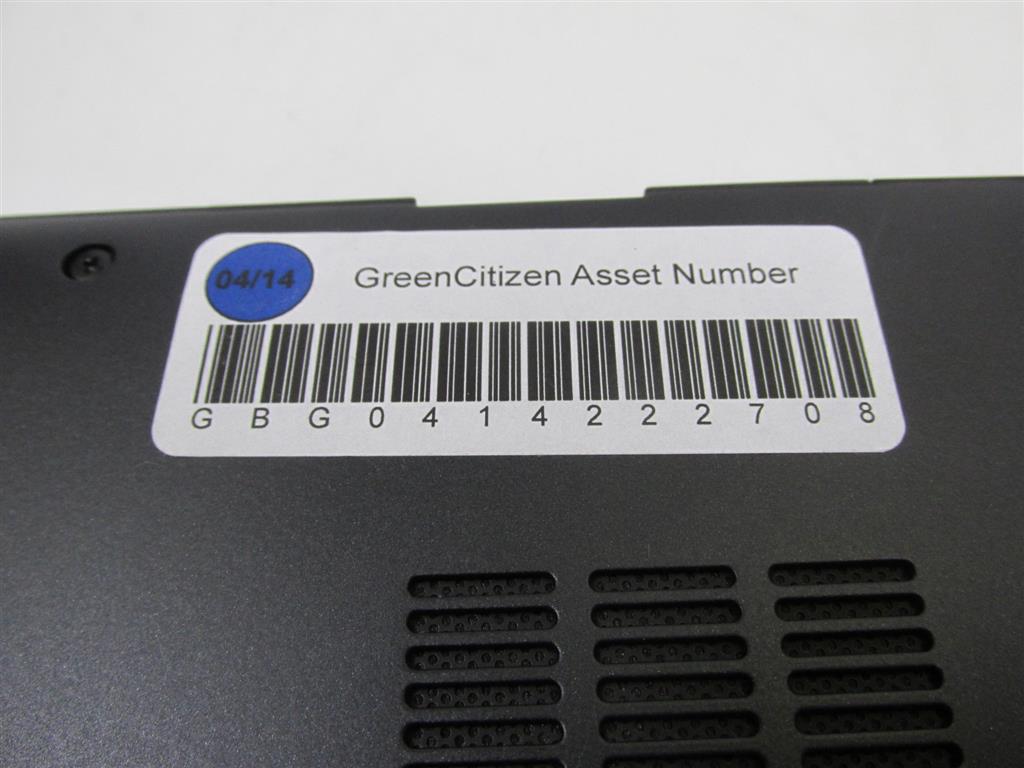 04/14
GreenCitizen Asset Number
G B G 0 4 1 4 2 2 2 7 0 8